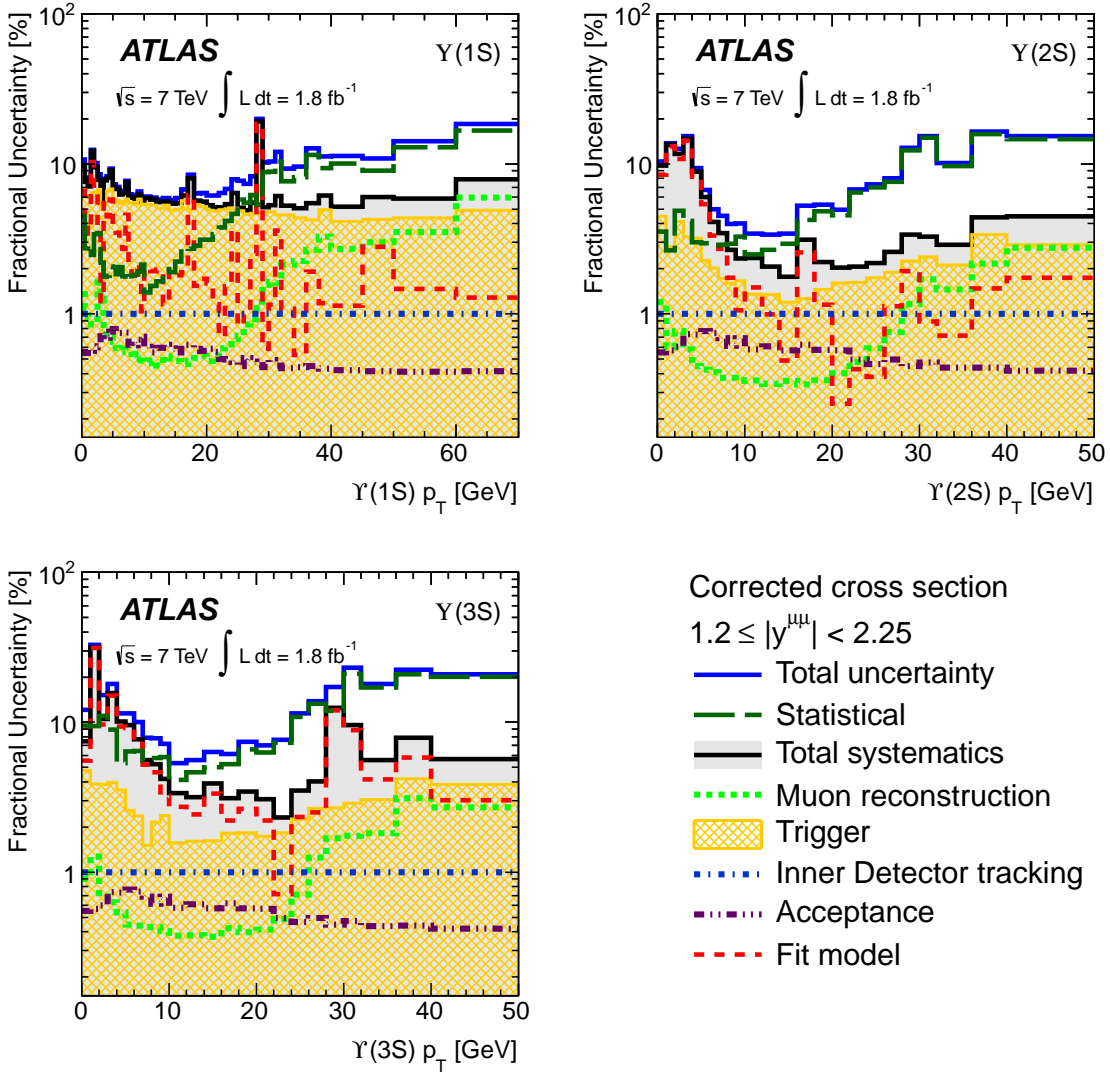 Fractional Uncertainty [%]
10²
10
1
ATLAS
ϒ(1S)
√s = 7 TeV ∫ L dt = 1.8 fb⁻¹
0 20 40 60
ϒ(1S) p_T [GeV]
Fractional Uncertainty [%]
10²
10
1
ATLAS
ϒ(2S)
√s = 7 TeV ∫ L dt = 1.8 fb⁻¹
0 10 20 30 40 50
ϒ(2S) p_T [GeV]
Fractional Uncertainty [%]
10²
10
1
ATLAS
ϒ(3S)
√s = 7 TeV ∫ L dt = 1.8 fb⁻¹
0 10 20 30 40 50
ϒ(3S) p_T [GeV]
Corrected cross section
1.2 ≤ |y^μμ| < 2.25
Total uncertainty
Statistical
Total systematics
Muon reconstruction
Trigger
Inner Detector tracking
Acceptance
Fit model